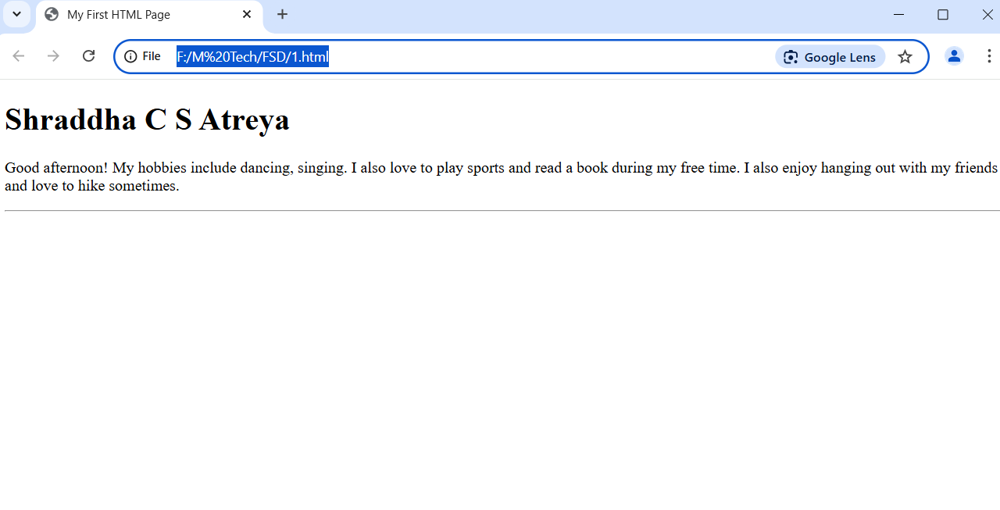 My First HTML Page
File F:/M%20Tech/FSD/1.html Google Lens
Shraddha C S Atreya
Good afternoon! My hobbies include dancing, singing. I also love to play sports and read a book during my free time. I also enjoy hanging out with my friends
and love to hike sometimes.